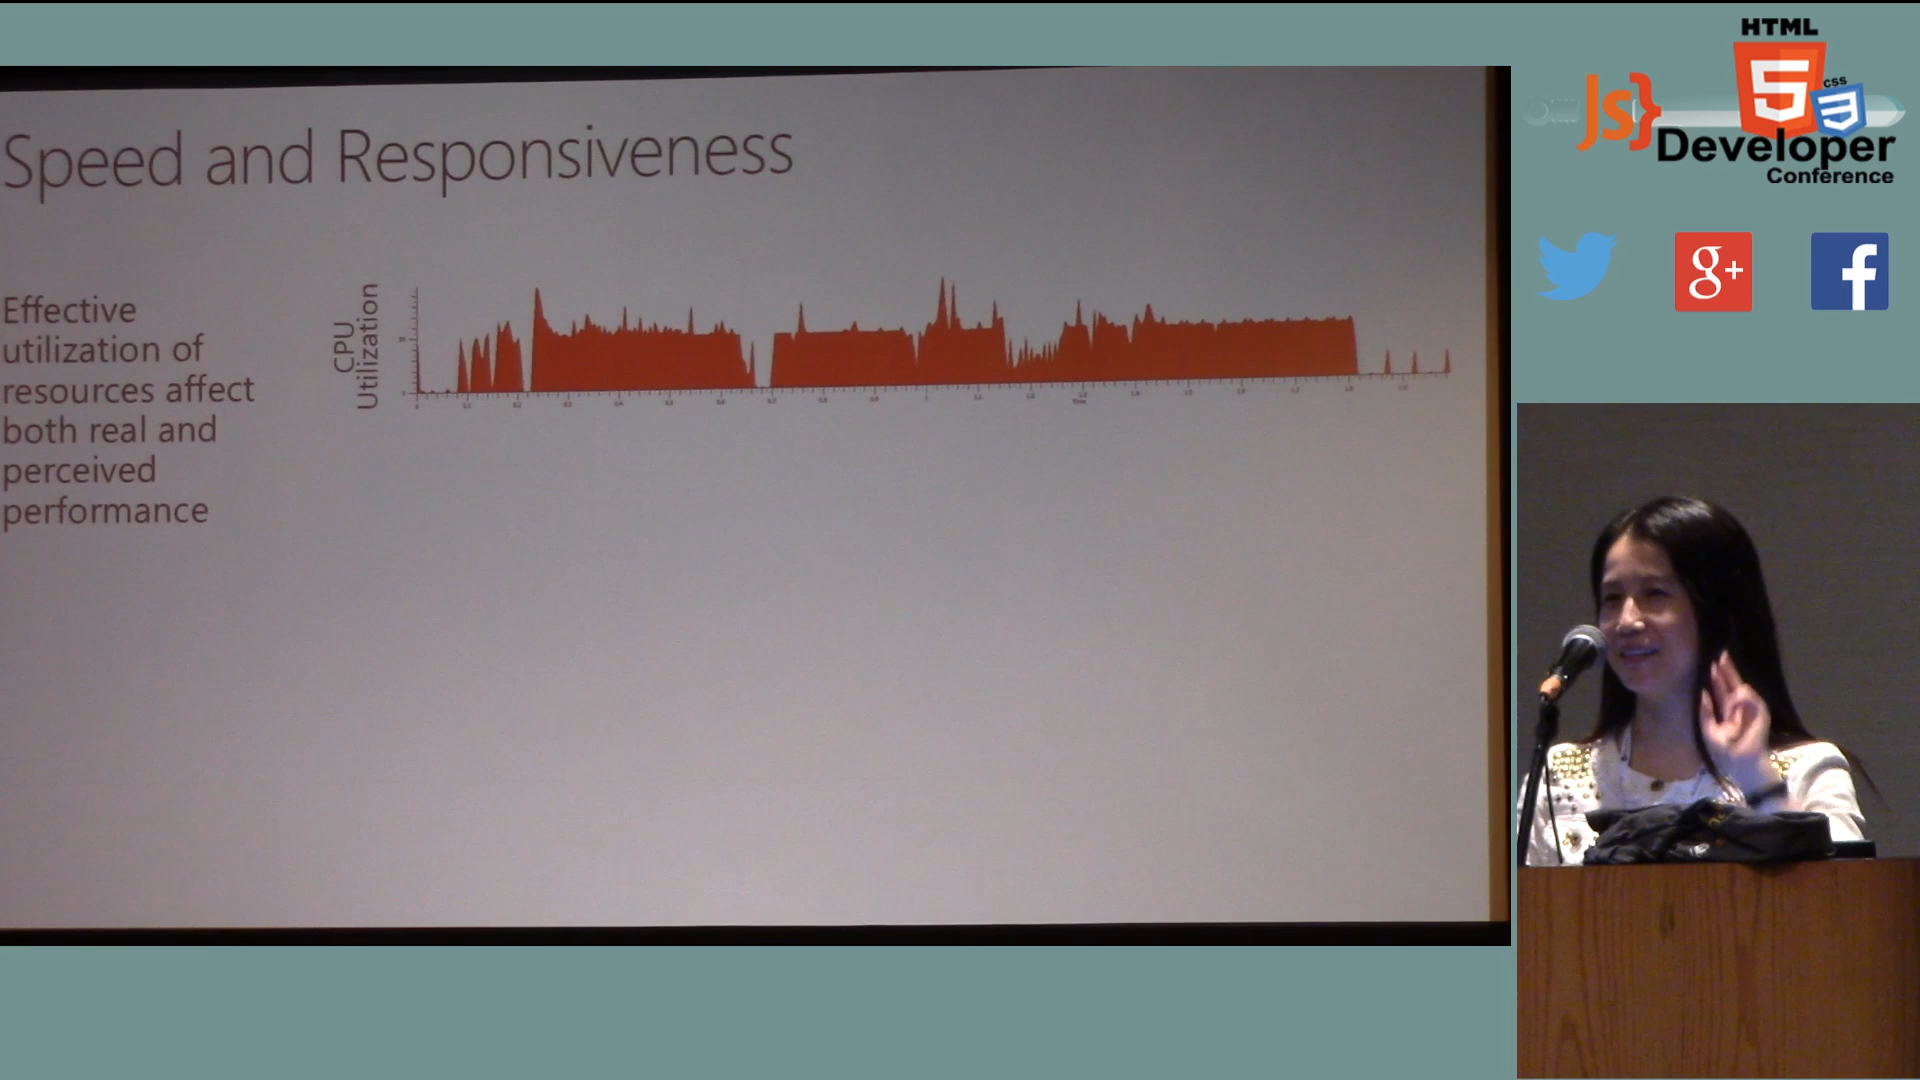 HTML
5
CSS
3
JS}
Developer
Conference
g+
f
Speed and Responsiveness
Effective
utilization of
resources affect
both real and
perceived
performance
CPU
Utilization